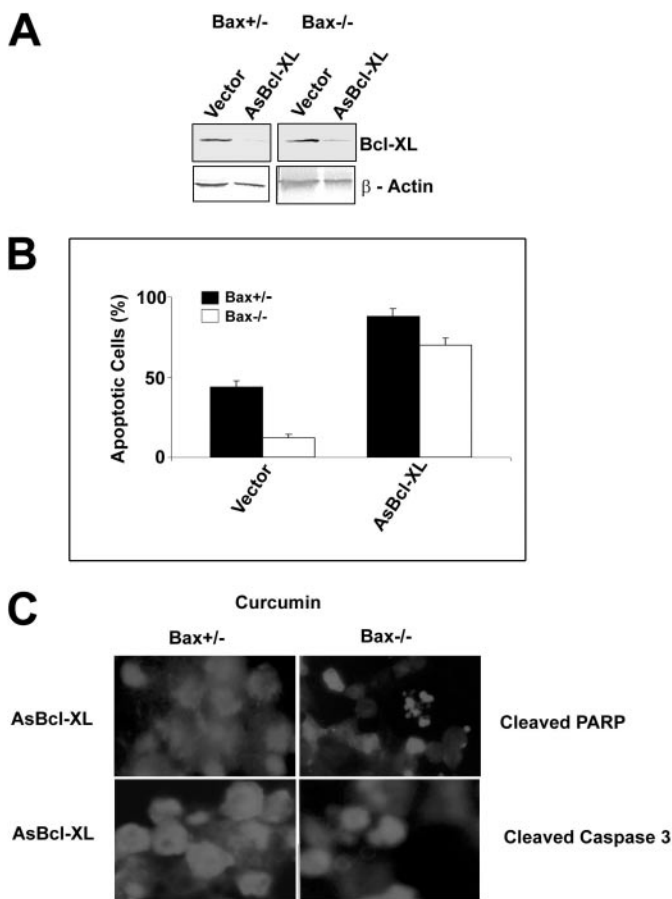 A
Bax+/- Bax-/-
Vector AsBcl-XL Vector AsBcl-XL
Bcl-XL
β - Actin
B
Apoptotic Cells (%)
100
50
0
Bax+/-
Bax-/-
Vector
AsBcl-XL
C
Curcumin
Bax+/- Bax-/-
AsBcl-XL Cleaved PARP
AsBcl-XL Cleaved Caspase 3